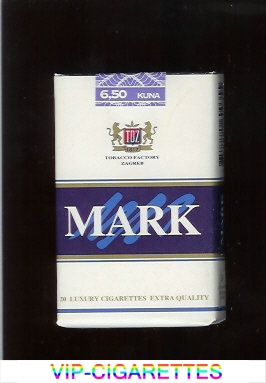 6.50 KUNA
TDZ
TOBACCO FACTORY
ZAGREB
MARK
20 LUXURY CIGARETTES EXTRA QUALITY
VIP-CIGARETTES